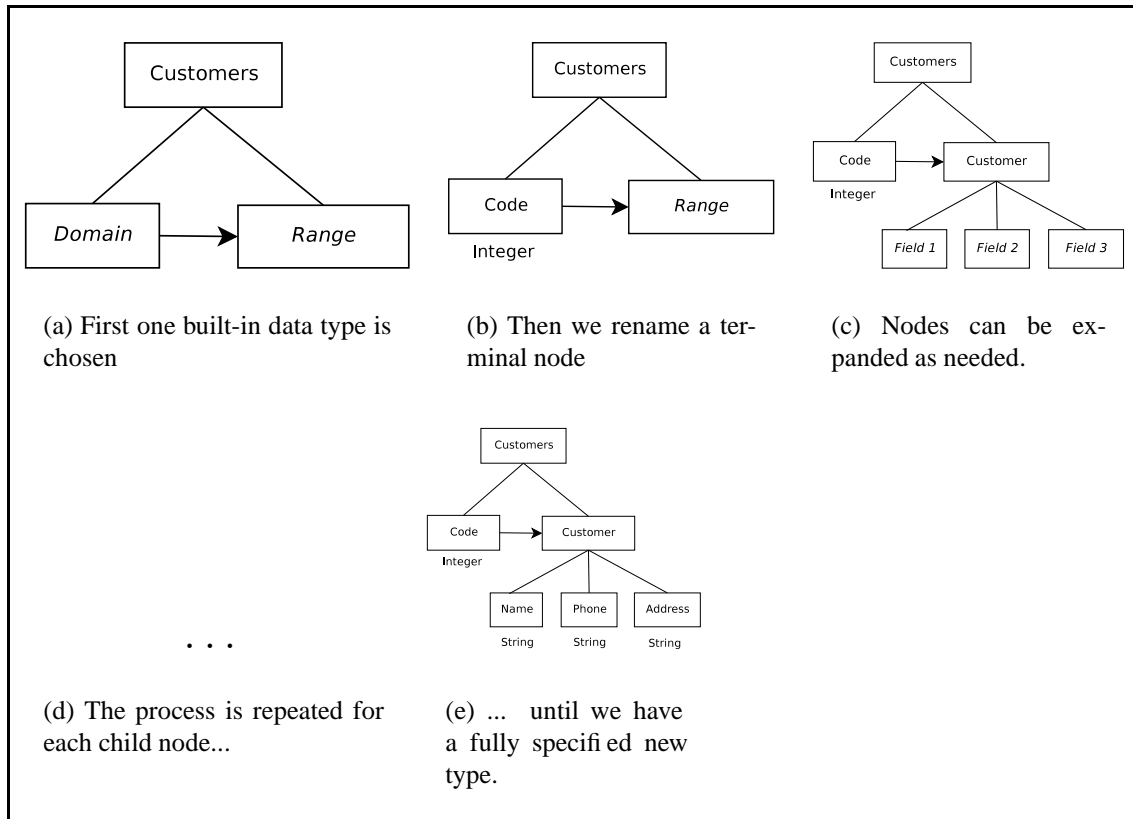 Customers
Domain
Range
(a) First one built-in data type is
chosen
Customers
Code
Range
Integer
(b) Then we rename a ter-
minal node
Customers
Code
Customer
Integer
Field 1
Field 2
Field 3
(c) Nodes can be ex-
panded as needed.
. . .
(d) The process is repeated for
each child node...
Customers
Code
Customer
Integer
Name
Phone
Address
String
String
String
(e) ... until we have
a fully specified new
type.